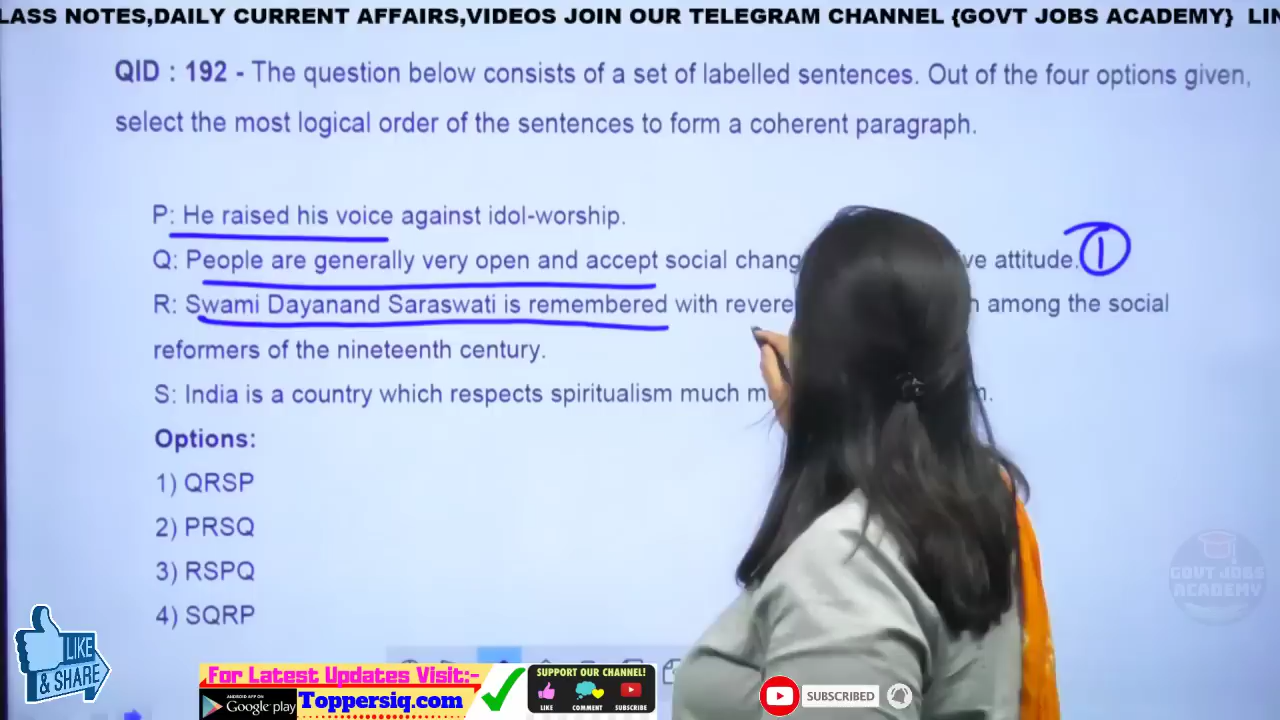 LASS NOTES,DAILY CURRENT AFFAIRS,VIDEOS JOIN OUR TELEGRAM CHANNEL {GOVT JOBS ACADEMY} LIN
QID : 192 - The question below consists of a set of labelled sentences. Out of the four options given,
select the most logical order of the sentences to form a coherent paragraph.
P: He raised his voice against idol-worship.
Q: People are generally very open and accept social chang ve attitude. 1
R: Swami Dayanand Saraswati is remembered with revere among the social
reformers of the nineteenth century.
S: India is a country which respects spiritualism much m
Options:
1) QRSP
2) PRSQ
3) RSPQ
4) SQRP
GOVT JOBS
ACADEMY
LIKE
& SHARE
For Latest Updates Visit:-
ANDROID APP ON
Google play
Toppersiq.com
SUPPORT OUR CHANNEL!
LIKE COMMENT SUBSCRIBE
SUBSCRIBED